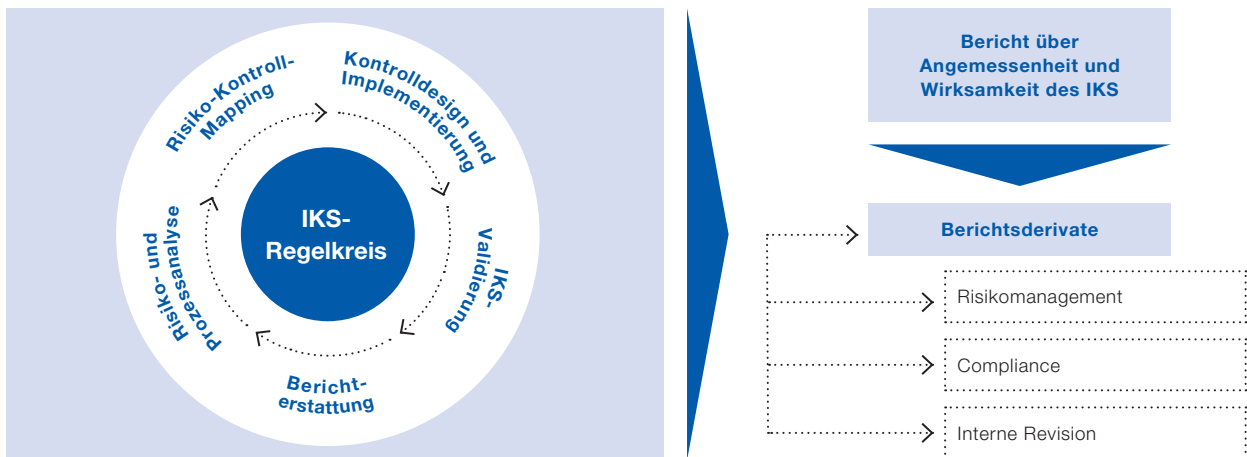 Risiko-Kontroll-
Mapping
Kontrolldesign und
Implementierung
IKS-
Validierung
Bericht-
erstattung
Risiko- und
Prozessanalyse
IKS-
Regelkreis
Bericht über
Angemessenheit und
Wirksamkeit des IKS
Berichtsderivate
Risikomanagement
Compliance
Interne Revision